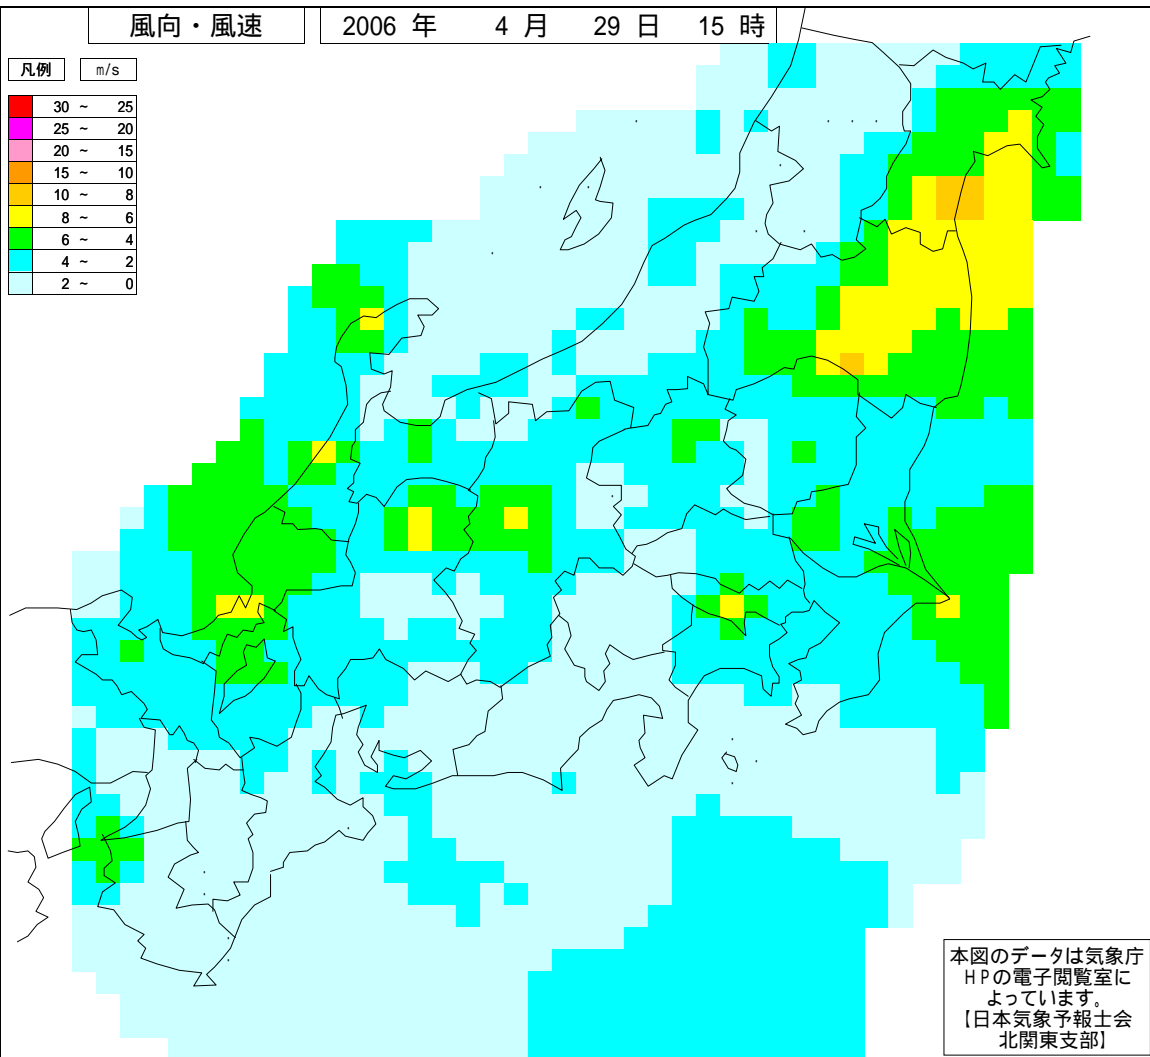 風向・風速
2006 年 4 月 29 日 15 時
凡例 m/s
30 ~ 25
25 ~ 20
20 ~ 15
15 ~ 10
10 ~ 8
8 ~ 6
6 ~ 4
4 ~ 2
2 ~ 0
本図のデータは気象庁
HPの電子閲覧室に
よっています。
【日本気象予報士会
北関東支部】